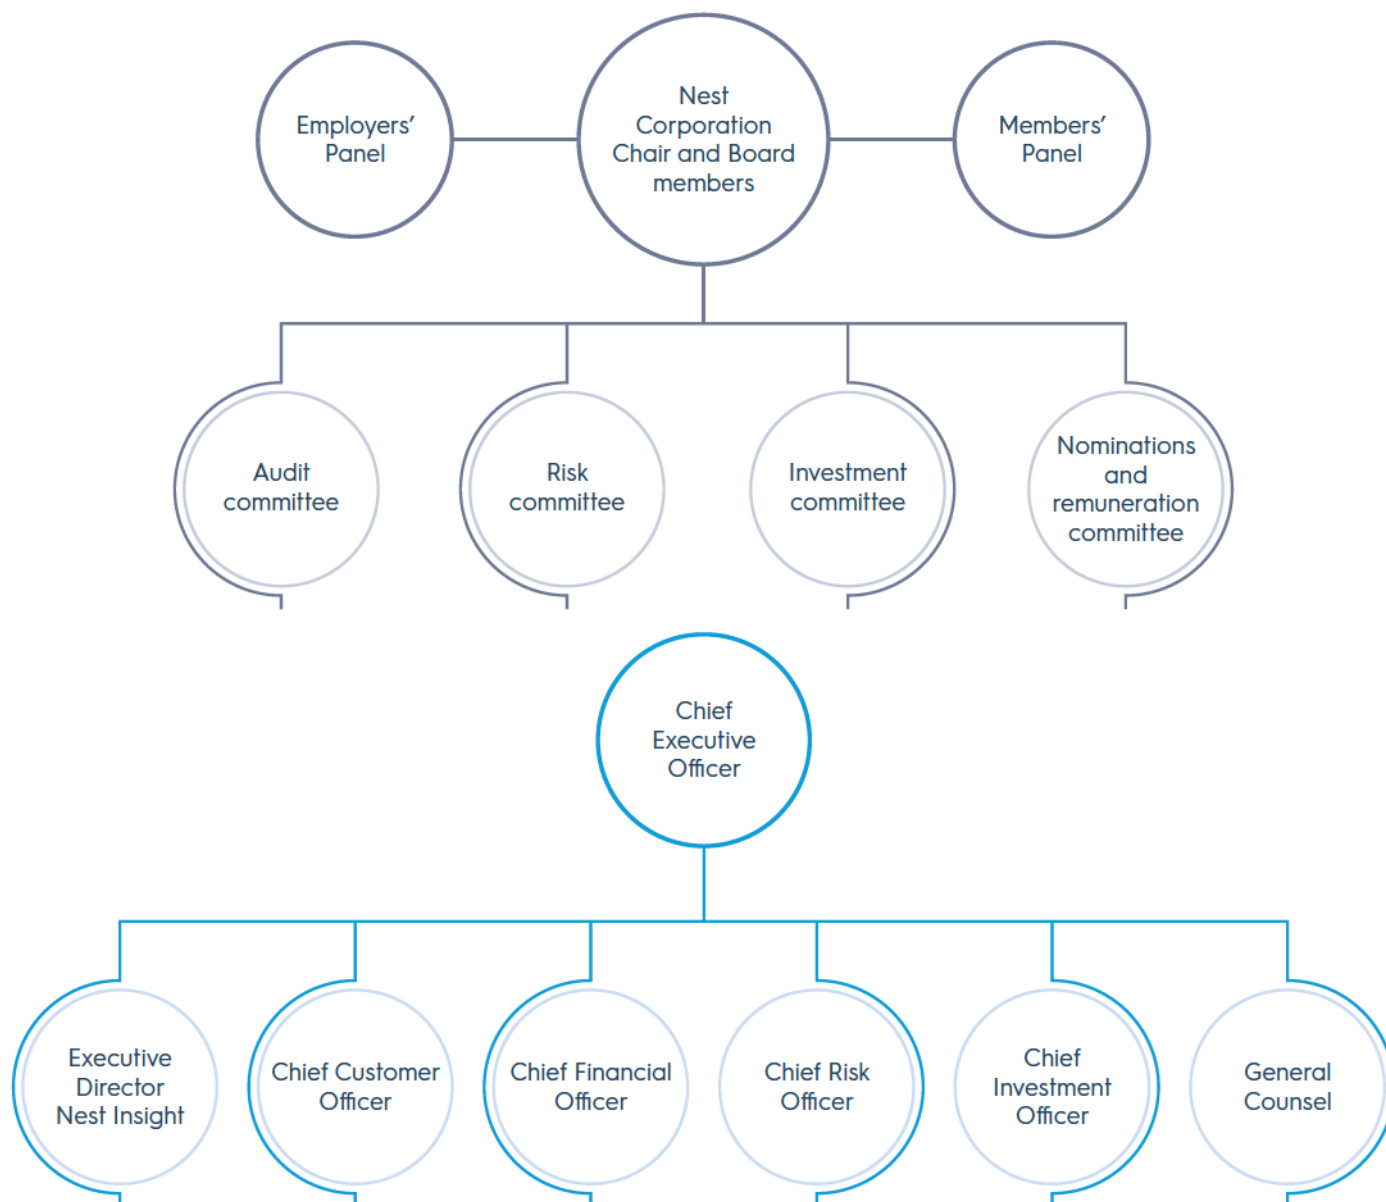 Employers’
Panel
Nest
Corporation
Chair and Board
members
Members’
Panel
Audit
committee
Risk
committee
Investment
committee
Nominations
and
remuneration
committee
Chief
Executive
Officer
Executive
Director
Nest Insight
Chief Customer
Officer
Chief Financial
Officer
Chief Risk
Officer
Chief
Investment
Officer
General
Counsel